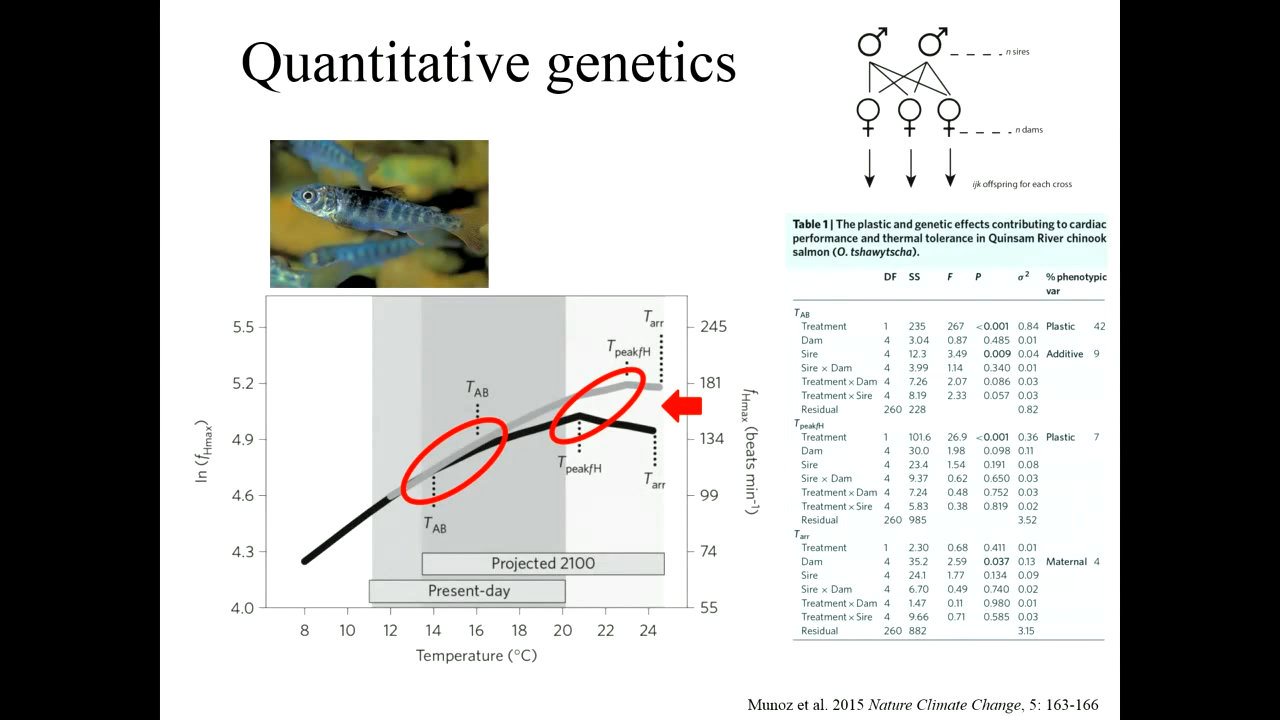 Quantitative genetics
n sires
n dams
ijk offspring for each cross
5.5
5.2
4.9
4.6
4.3
4.0
ln (fHmax)
245
181
134
99
74
55
fHmax (beats min⁻¹)
Tarr
TpeakfH
TAB
TpeakfH
Tarr
TAB
Projected 2100
Present-day
8 10 12 14 16 18 20 22 24
Temperature (°C)
Table 1 | The plastic and genetic effects contributing to cardiac
performance and thermal tolerance in Quinsam River chinook
salmon (O. tshawytscha).
DF SS F P σ² % phenotypic
var
TAB
Treatment 1 235 267 <0.001 0.84 Plastic 42
Dam 4 3.04 0.87 0.485 0.01
Sire 4 12.3 3.49 0.009 0.04 Additive 9
Sire × Dam 4 3.99 1.14 0.340 0.01
Treatment × Dam 4 7.26 2.07 0.086 0.03
Treatment × Sire 4 8.19 2.33 0.057 0.03
Residual 260 228 0.82
TpeakfH
Treatment 1 101.6 26.9 <0.001 0.36 Plastic 7
Dam 4 30.0 1.98 0.098 0.11
Sire 4 23.4 1.54 0.191 0.08
Sire × Dam 4 9.37 0.62 0.650 0.03
Treatment × Dam 4 7.24 0.48 0.752 0.03
Treatment × Sire 4 5.83 0.38 0.819 0.02
Residual 260 985 3.52
Tarr
Treatment 1 2.30 0.68 0.411 0.01
Dam 4 35.2 2.59 0.037 0.13 Maternal 4
Sire 4 24.1 1.77 0.134 0.09
Sire × Dam 4 6.70 0.49 0.740 0.02
Treatment × Dam 4 1.47 0.11 0.980 0.01
Treatment × Sire 4 9.66 0.71 0.585 0.03
Residual 260 882 3.15
Munoz et al. 2015 Nature Climate Change, 5: 163-166